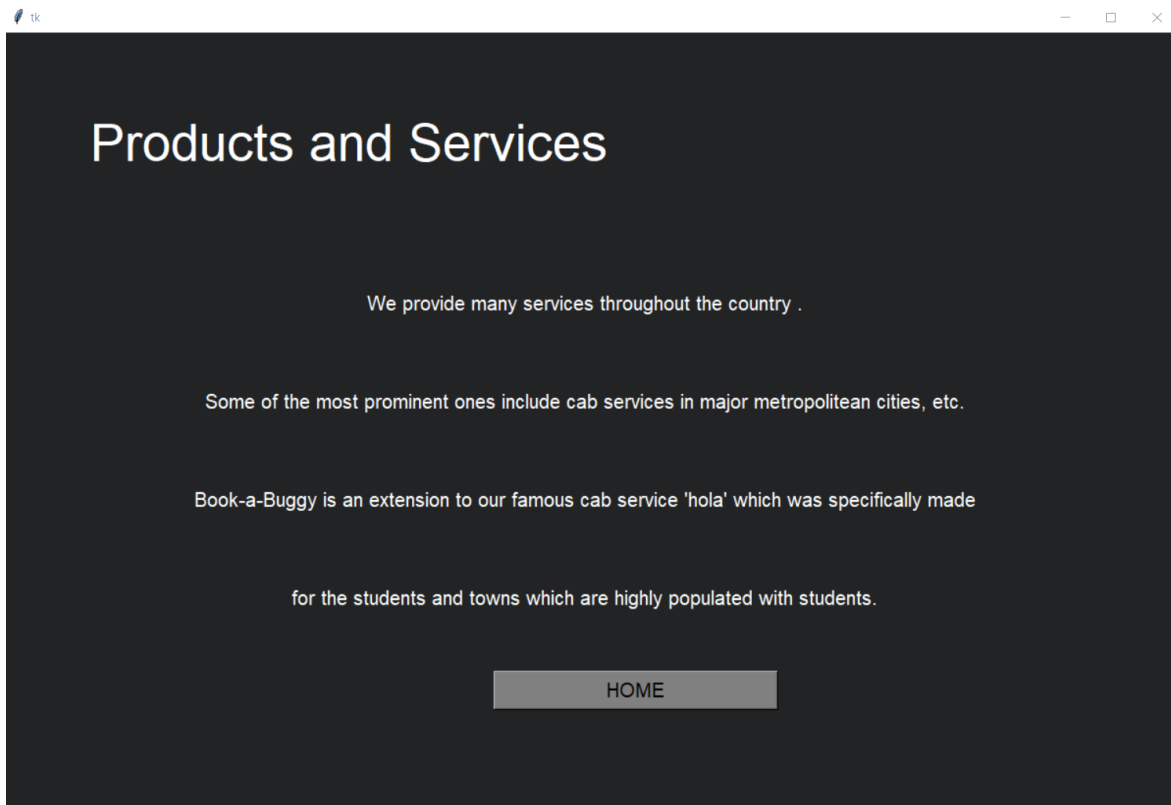 tk
Products and Services
We provide many services throughout the country .
Some of the most prominent ones include cab services in major metropolitean cities, etc.
Book-a-Buggy is an extension to our famous cab service 'hola' which was specifically made
for the students and towns which are highly populated with students.
HOME